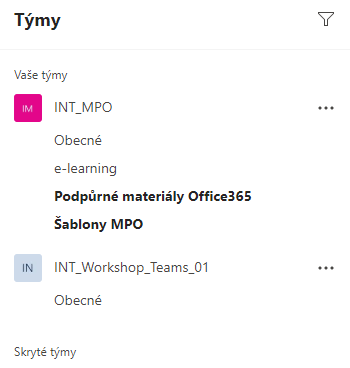 Týmy
Vaše týmy
IM INT_MPO
Obecné
e-learning
Podpůrné materiály Office365
Šablony MPO
IN INT_Workshop_Teams_01
Obecné
Skryté týmy